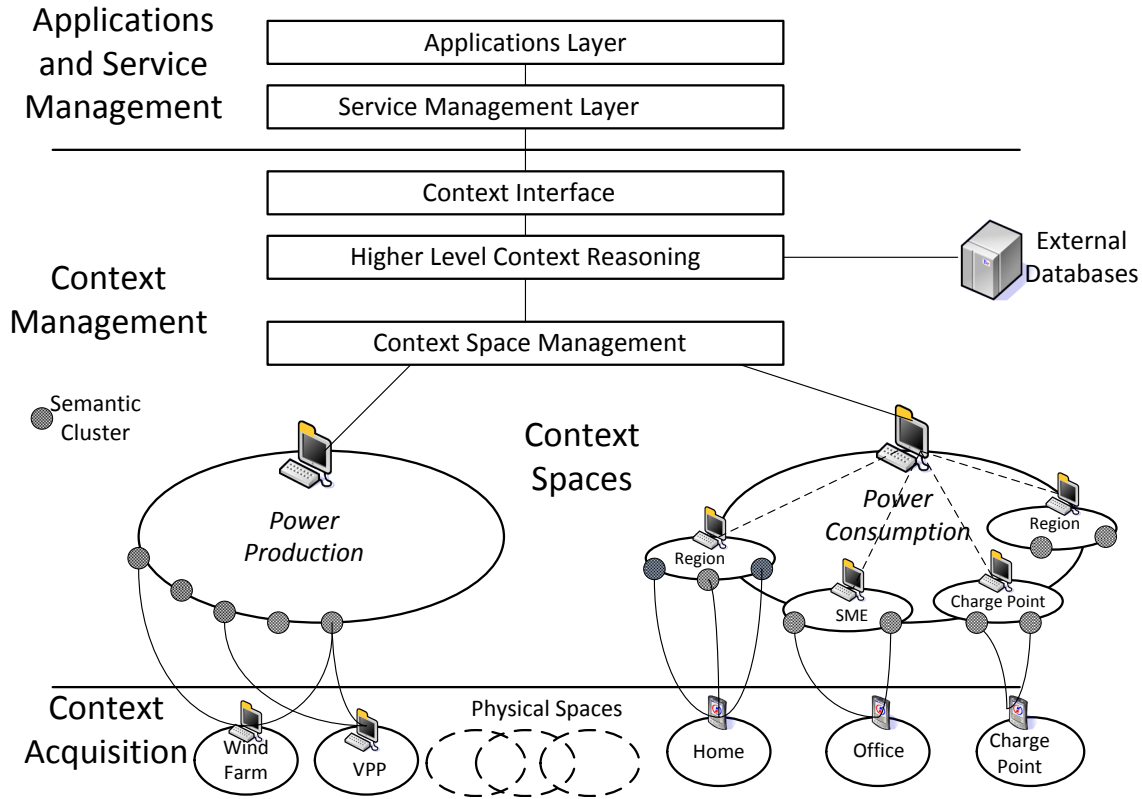 Applications
and Service
Management
Applications Layer
Service Management Layer
Context Interface
Higher Level Context Reasoning
External
Databases
Context
Management
Context Space Management
Semantic
Cluster
Context
Spaces
Power
Production
Power
Consumption
Region
Region
SME
Charge Point
Context
Acquisition
Physical Spaces
Wind
Farm
VPP
Home
Office
Charge
Point